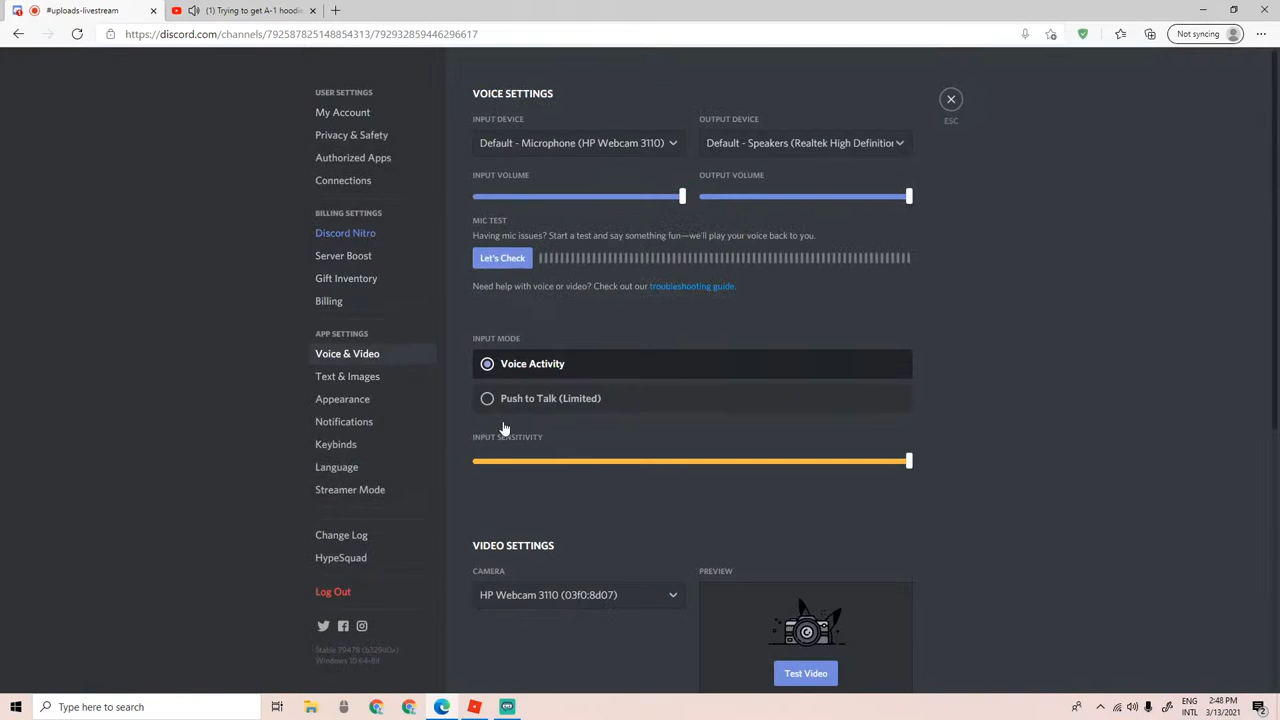 #uploads-livestream
(1) Trying to get A-1 hoodie
https://discord.com/channels/792587825148854313/792932859446296617
Not syncing
USER SETTINGS
My Account
Privacy & Safety
Authorized Apps
Connections
BILLING SETTINGS
Discord Nitro
Server Boost
Gift Inventory
Billing
APP SETTINGS
Voice & Video
Text & Images
Appearance
Notifications
Keybinds
Language
Streamer Mode
Change Log
HypeSquad
Log Out
Windows 10 64-Bit
VOICE SETTINGS
ESC
INPUT DEVICE
OUTPUT DEVICE
Default - Microphone (HP Webcam 3110)
Default - Speakers (Realtek High Definition
INPUT VOLUME
OUTPUT VOLUME
MIC TEST
Having mic issues? Start a test and say something fun—we'll play your voice back to you.
Let's Check
Need help with voice or video? Check out our troubleshooting guide.
INPUT MODE
Voice Activity
Push to Talk (Limited)
INPUT SENSITIVITY
VIDEO SETTINGS
CAMERA
PREVIEW
HP Webcam 3110 (03f0:8d07)
Test Video
Type here to search
ENG
INTL
2:48 PM
3/13/2021
2